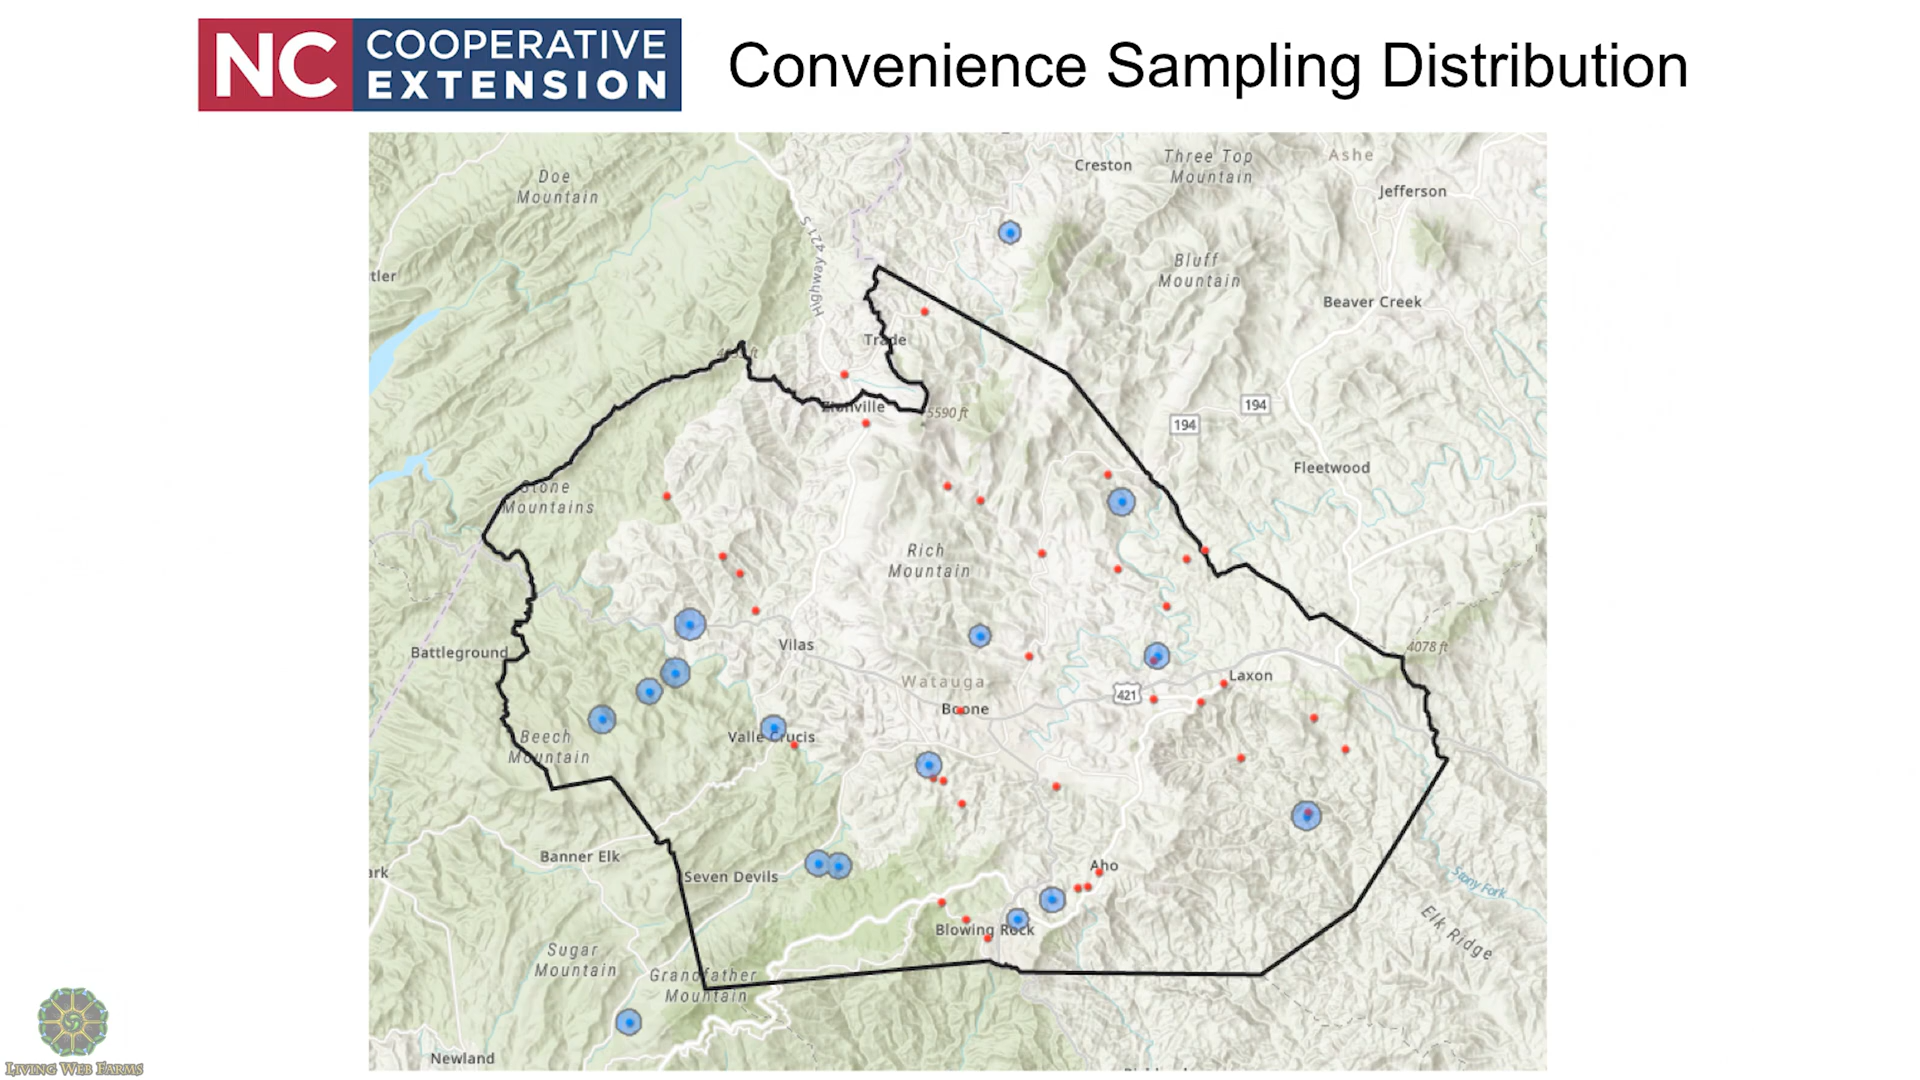 NC COOPERATIVE
EXTENSION
Convenience Sampling Distribution
Creston
Three Top
Mountain
Ashe
Doe
Mountain
Jefferson
Highway 421 S
Bluff
Mountain
tler
Beaver Creek
Trade
Zionville
5590 ft
194
194
Fleetwood
Stone
Mountains
Rich
Mountain
Battleground
Vilas
4078 ft
Watauga
Laxon
421
Boone
Valle Crucis
Beech
Mountain
Banner Elk
Aho
ark
Seven Devils
Stony Fork
Elk Ridge
Blowing Rock
Sugar
Mountain
Grandfather
Mountain
Newland
LIVING WEB FARMS